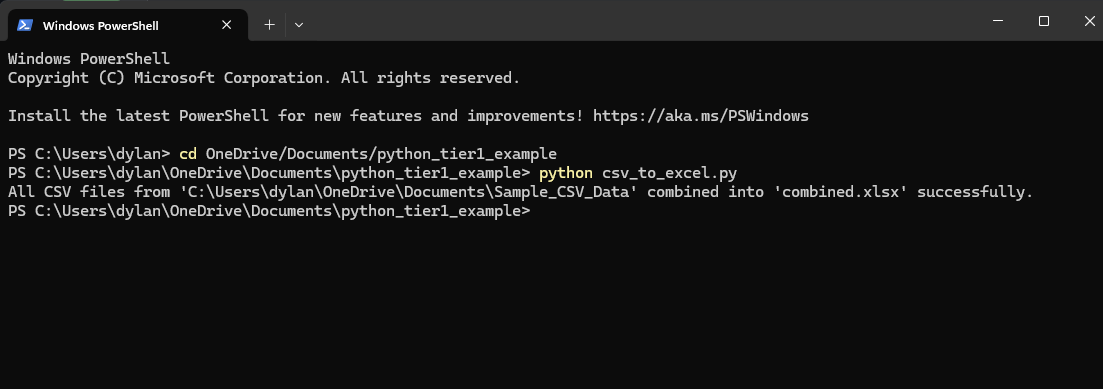 Windows PowerShell
Windows PowerShell
Copyright (C) Microsoft Corporation. All rights reserved.
Install the latest PowerShell for new features and improvements! https://aka.ms/PSWindows
PS C:\Users\dylan> cd OneDrive/Documents/python_tier1_example
PS C:\Users\dylan\OneDrive\Documents\python_tier1_example> python csv_to_excel.py
All CSV files from 'C:\Users\dylan\OneDrive\Documents\Sample_CSV_Data' combined into 'combined.xlsx' successfully.
PS C:\Users\dylan\OneDrive\Documents\python_tier1_example>